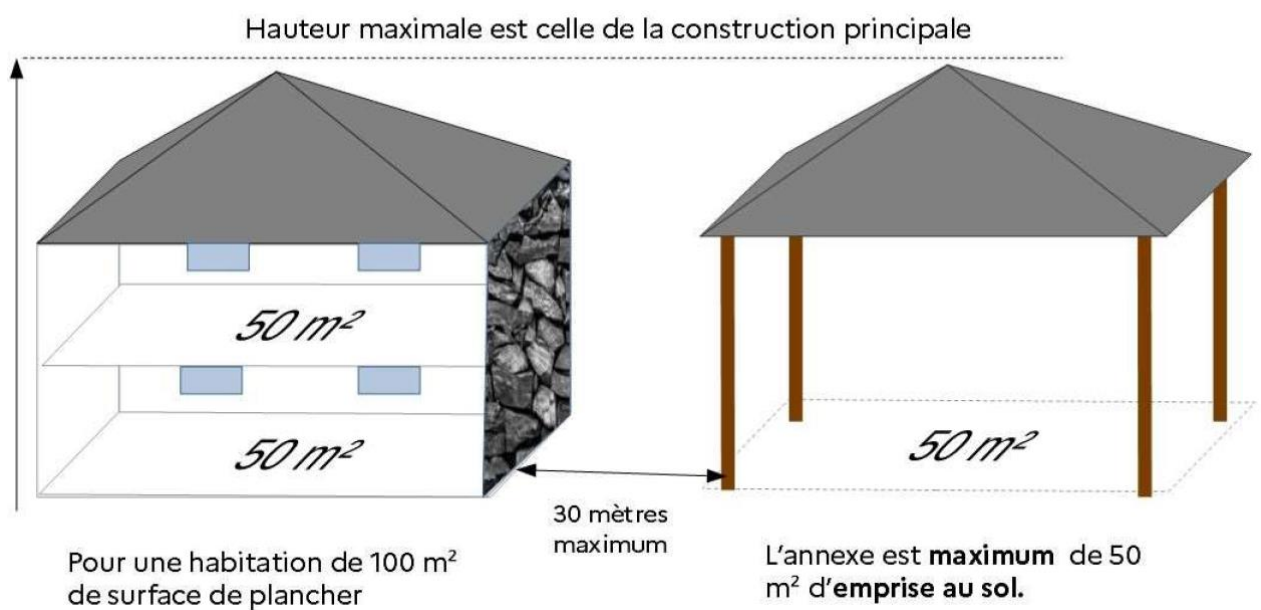 Hauteur maximale est celle de la construction principale
50 m²
50 m²
50 m²
30 mètres
maximum
Pour une habitation de 100 m²
de surface de plancher
L'annexe est maximum de 50
m² d'emprise au sol.